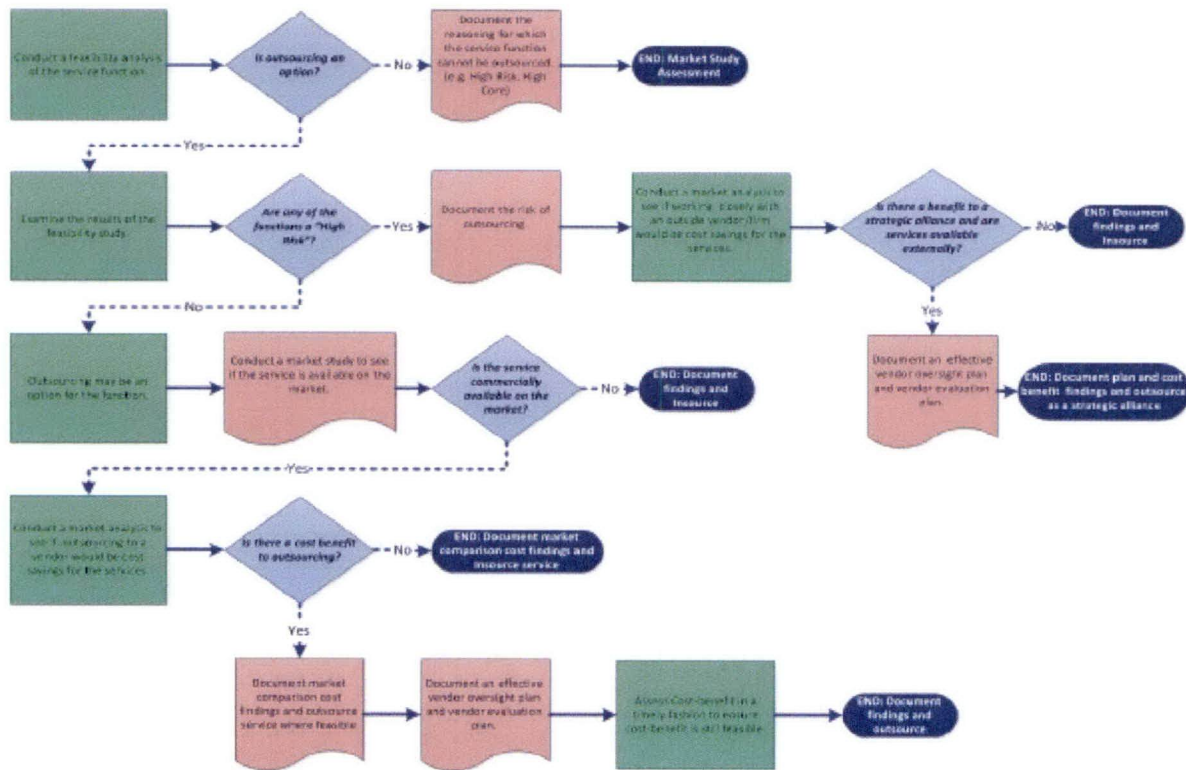 Conduct a feasibility analysis
of the service function.
Is outsourcing an
option?
No
Document the
reasoning for which
the service function
cannot be outsourced
(e.g. High Risk, High
Core)
END: Market Study
Assessment
Yes
Examine the results of the
feasibility study.
Are any of the
functions a "High
Risk"?
Yes
Document the risk of
outsourcing
Conduct a market analysis to
see if working closely with
an outside vendor/firm
would be cost savings for the
services.
Is there a benefit to a
strategic alliance and are
services available
externally?
No
END: Document
findings and
Insource
No
Yes
Outsourcing may be an
option for the function.
Conduct a market study to see
if the service is available on the
market.
Is the service
commercially
available on the
market?
No
END: Document
findings and
Insource
Document an effective
vendor oversight plan
and vendor evaluation
plan.
END: Document plan and cost
benefit findings and outsource
as a strategic alliance
Yes
Conduct a market analysis to
see if outsourcing to a
vendor would be cost
savings for the services
Is there a cost benefit
to outsourcing?
No
END: Document market
comparison cost findings and
Insource service
Yes
Document market
comparison cost
findings and outsource
service where feasible
Document an effective
vendor oversight plan
and vendor evaluation
plan.
Assess Cost-benefit in a
timely fashion to ensure
cost-benefit is still feasible
END: Document
findings and
outsource